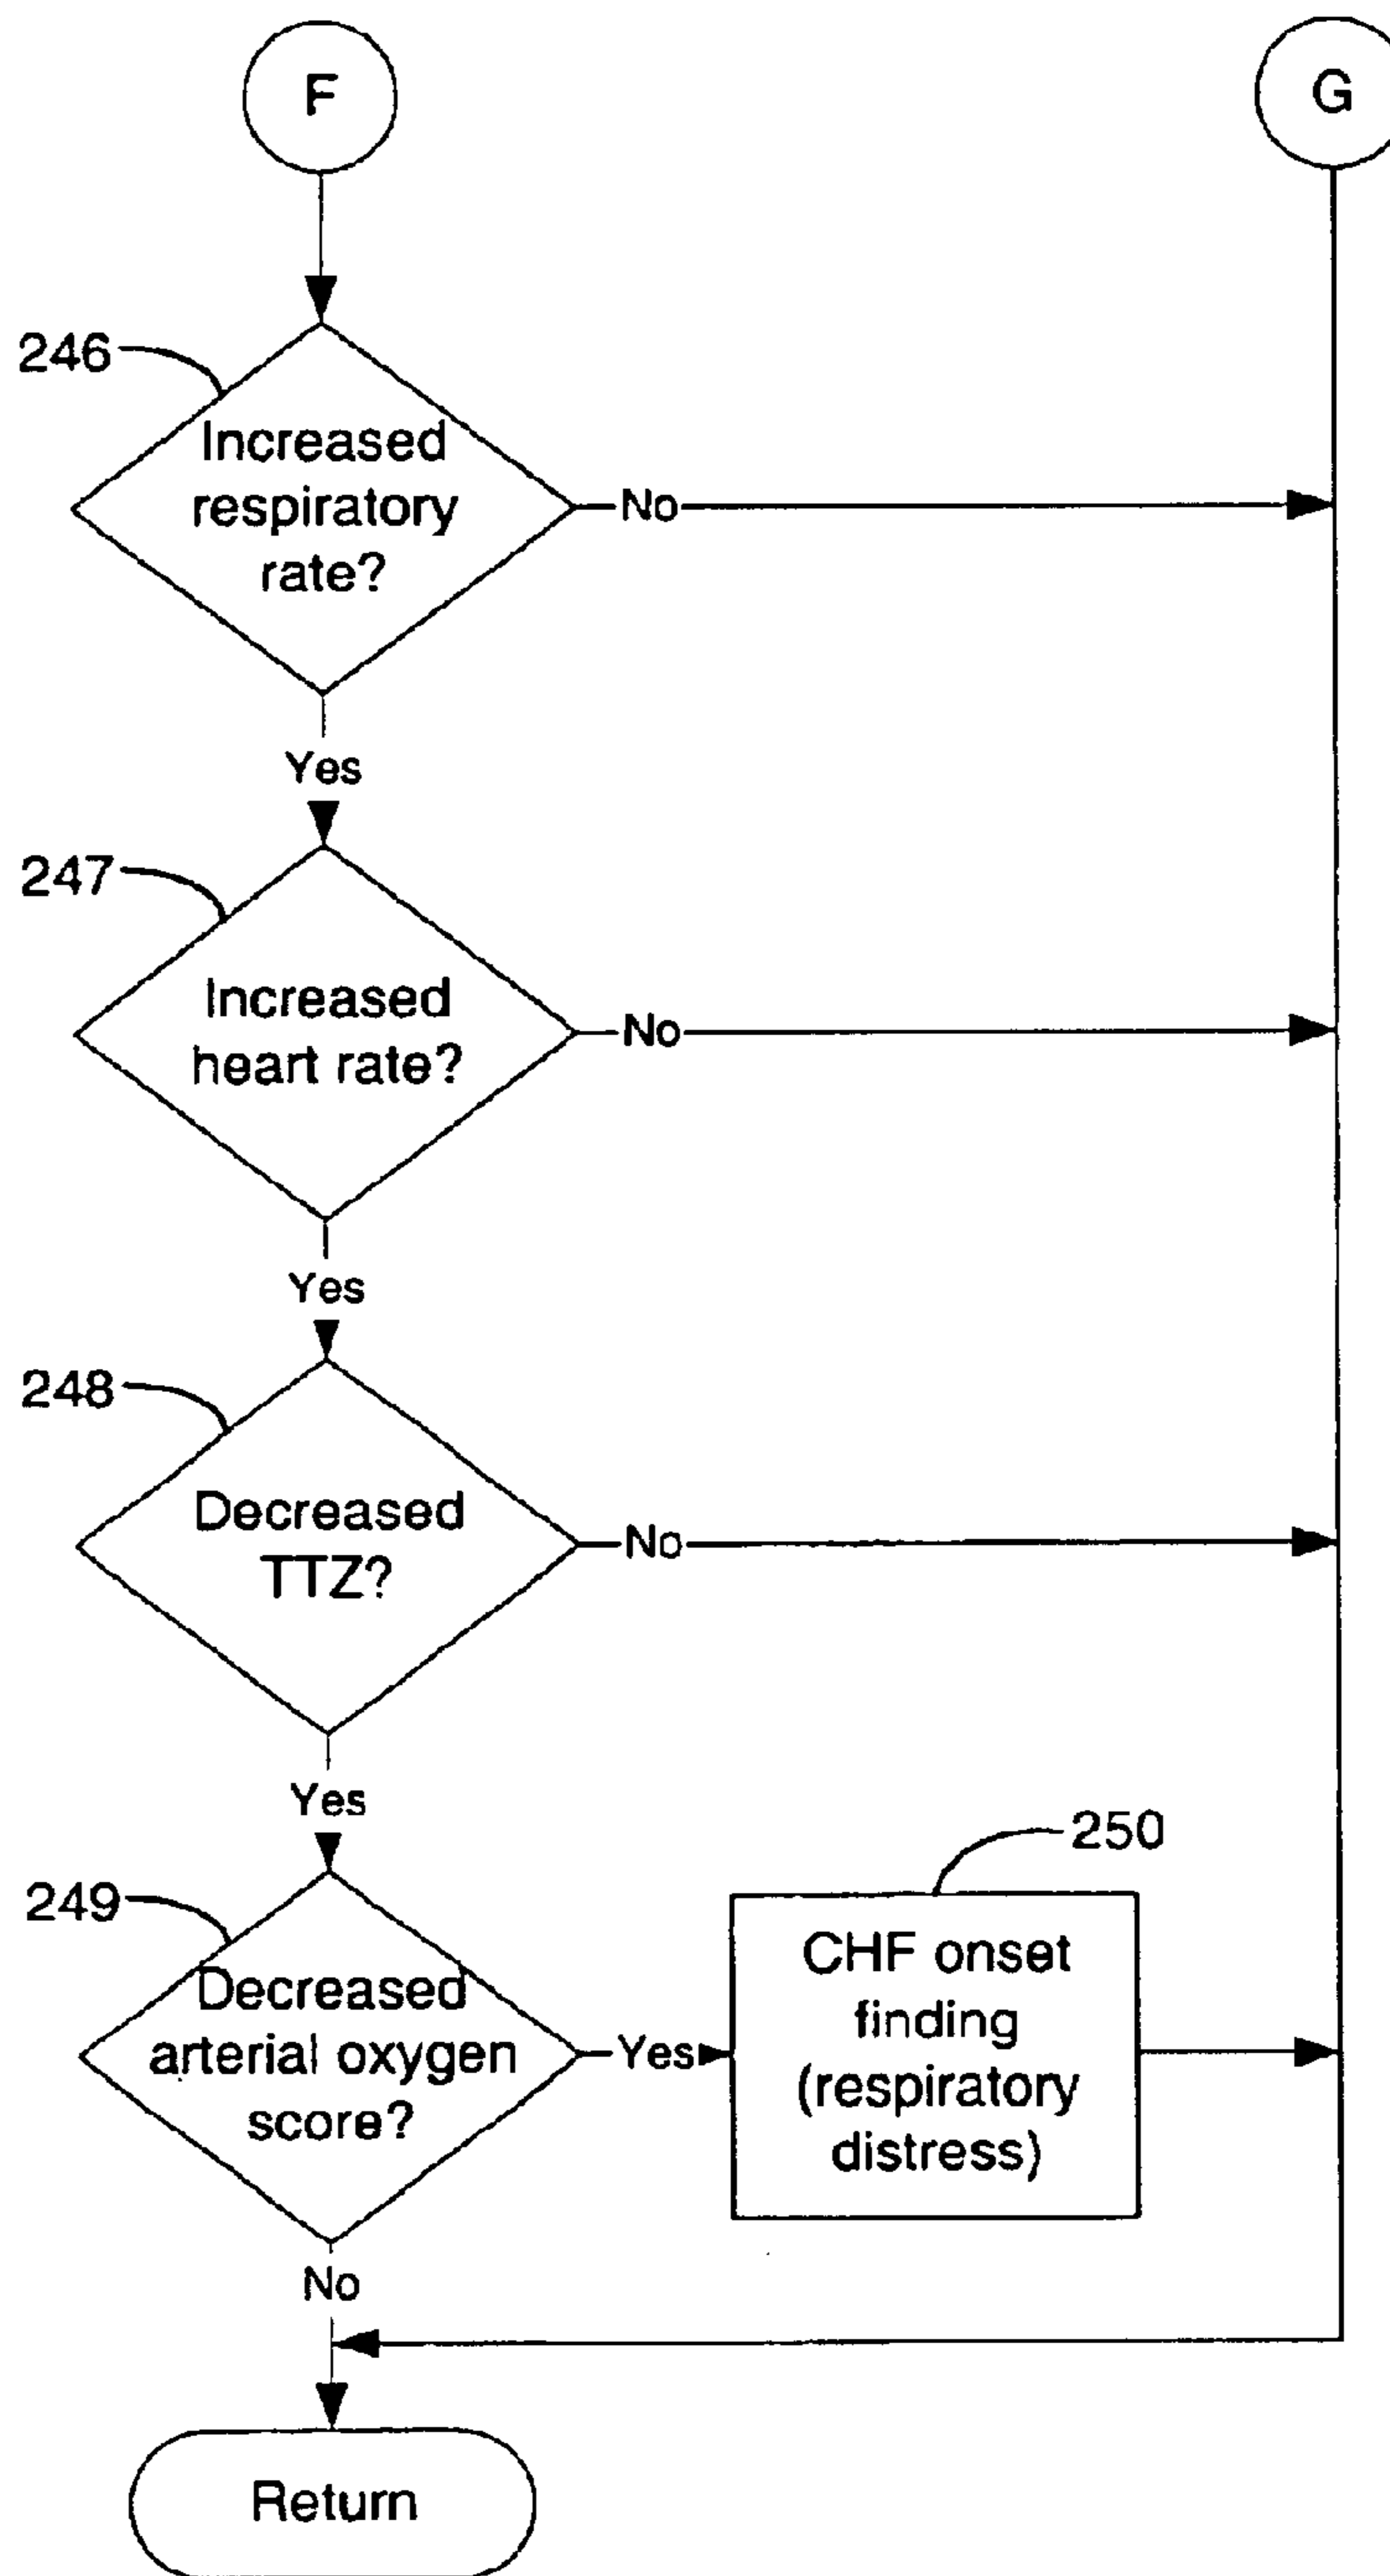 F
G
246
Increased
respiratory
rate?
No
Yes
247
Increased
heart rate?
No
Yes
248
Decreased
TTZ?
No
Yes
249
Decreased
arterial oxygen
score?
Yes
250
CHF onset
finding
(respiratory
distress)
No
Return